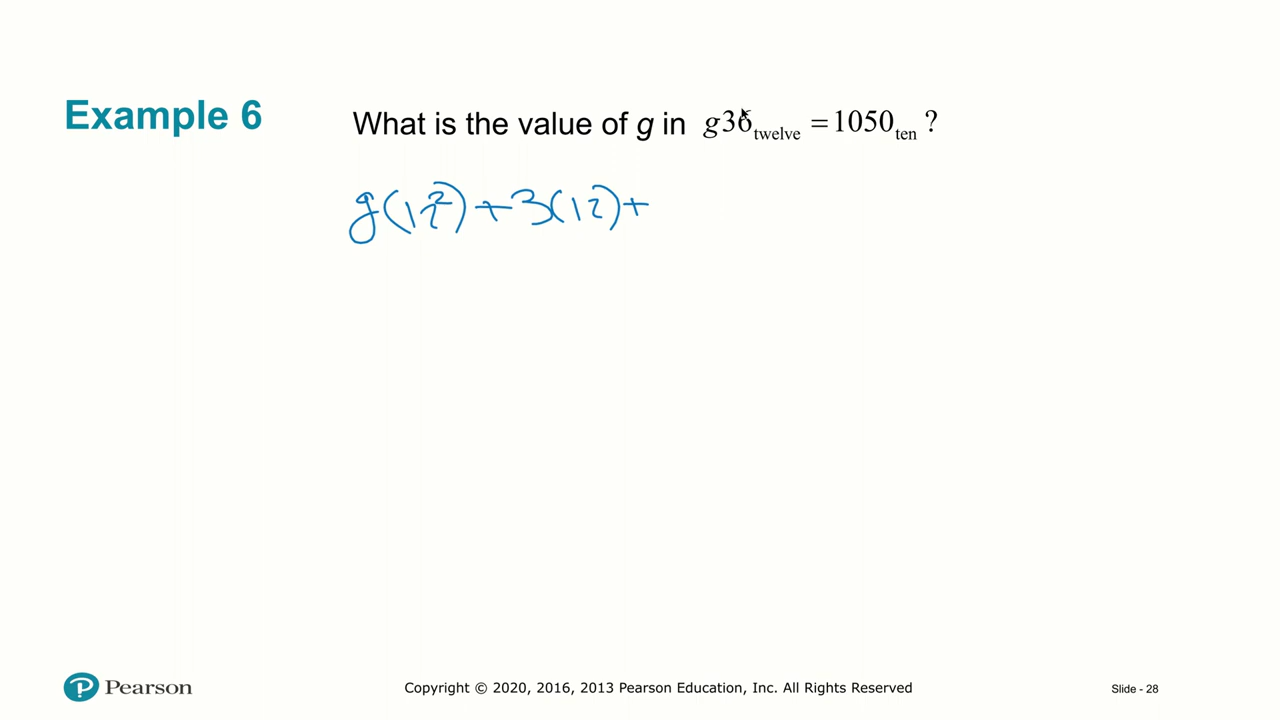 Example 6
What is the value of g in g36twelve = 1050ten ?
g(12²) + 3(12) +
Pearson
Copyright © 2020, 2016, 2013 Pearson Education, Inc. All Rights Reserved
Slide - 28